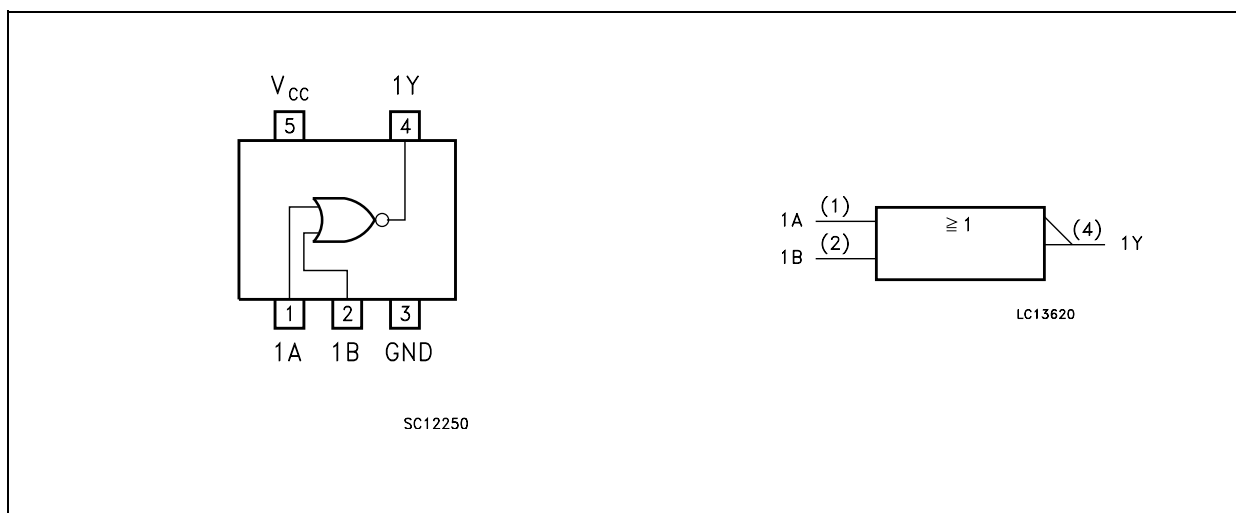 V CC 1Y
5 4
1 2 3
1A 1B GND
SC12250
1A (1)
1B (2)
≧ 1
(4) 1Y
LC13620